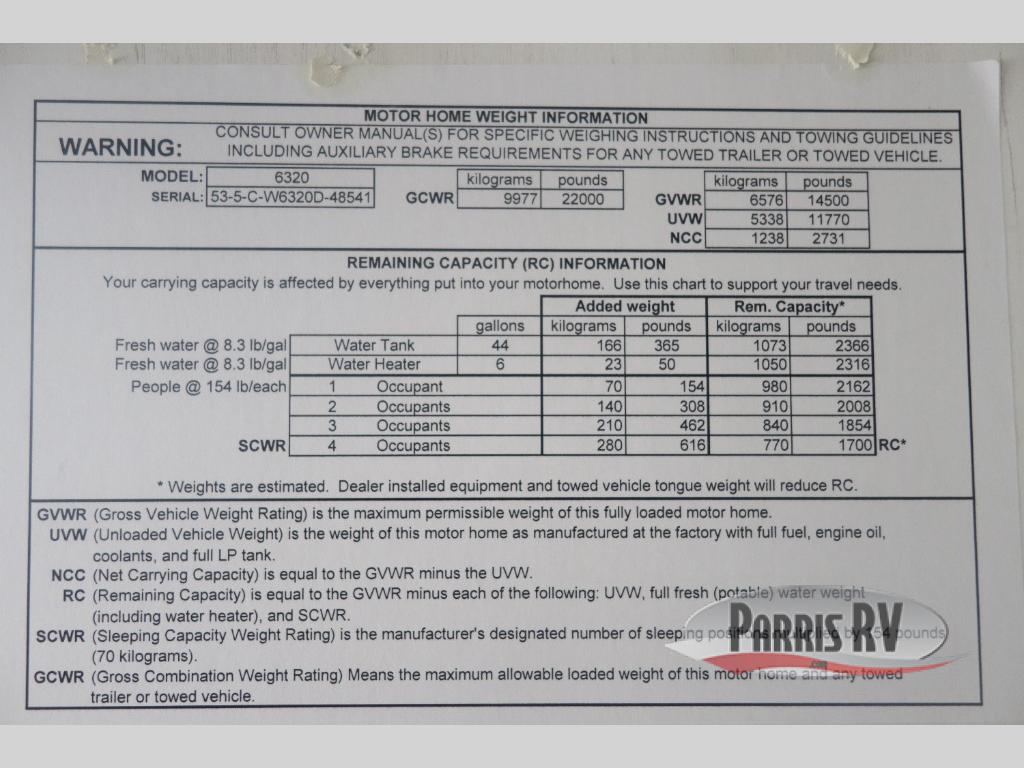 MOTOR HOME WEIGHT INFORMATION
WARNING: CONSULT OWNER MANUAL(S) FOR SPECIFIC WEIGHING INSTRUCTIONS AND TOWING GUIDELINES
INCLUDING AUXILIARY BRAKE REQUIREMENTS FOR ANY TOWED TRAILER OR TOWED VEHICLE.
MODEL: 6320
SERIAL: 53-5-C-W6320D-48541
kilograms pounds
GCWR 9977 22000
kilograms pounds
GVWR 6576 14500
UVW 5338 11770
NCC 1238 2731
REMAINING CAPACITY (RC) INFORMATION
Your carrying capacity is affected by everything put into your motorhome. Use this chart to support your travel needs.
Added weight Rem. Capacity*
gallons kilograms pounds kilograms pounds
Fresh water @ 8.3 lb/gal Water Tank 44 166 365 1073 2366
Fresh water @ 8.3 lb/gal Water Heater 6 23 50 1050 2316
People @ 154 lb/each 1 Occupant 70 154 980 2162
2 Occupants 140 308 910 2008
3 Occupants 210 462 840 1854
SCWR 4 Occupants 280 616 770 1700 RC*
* Weights are estimated. Dealer installed equipment and towed vehicle tongue weight will reduce RC.
GVWR (Gross Vehicle Weight Rating) is the maximum permissible weight of this fully loaded motor home.
UVW (Unloaded Vehicle Weight) is the weight of this motor home as manufactured at the factory with full fuel, engine oil,
coolants, and full LP tank.
NCC (Net Carrying Capacity) is equal to the GVWR minus the UVW.
RC (Remaining Capacity) is equal to the GVWR minus each of the following: UVW, full fresh (potable) water weight
(including water heater), and SCWR.
SCWR (Sleeping Capacity Weight Rating) is the manufacturer's designated number of sleeping positions multiplied by 154 pounds
(70 kilograms).
GCWR (Gross Combination Weight Rating) Means the maximum allowable loaded weight of this motor home and any towed
trailer or towed vehicle.
PARRIS RV
.com